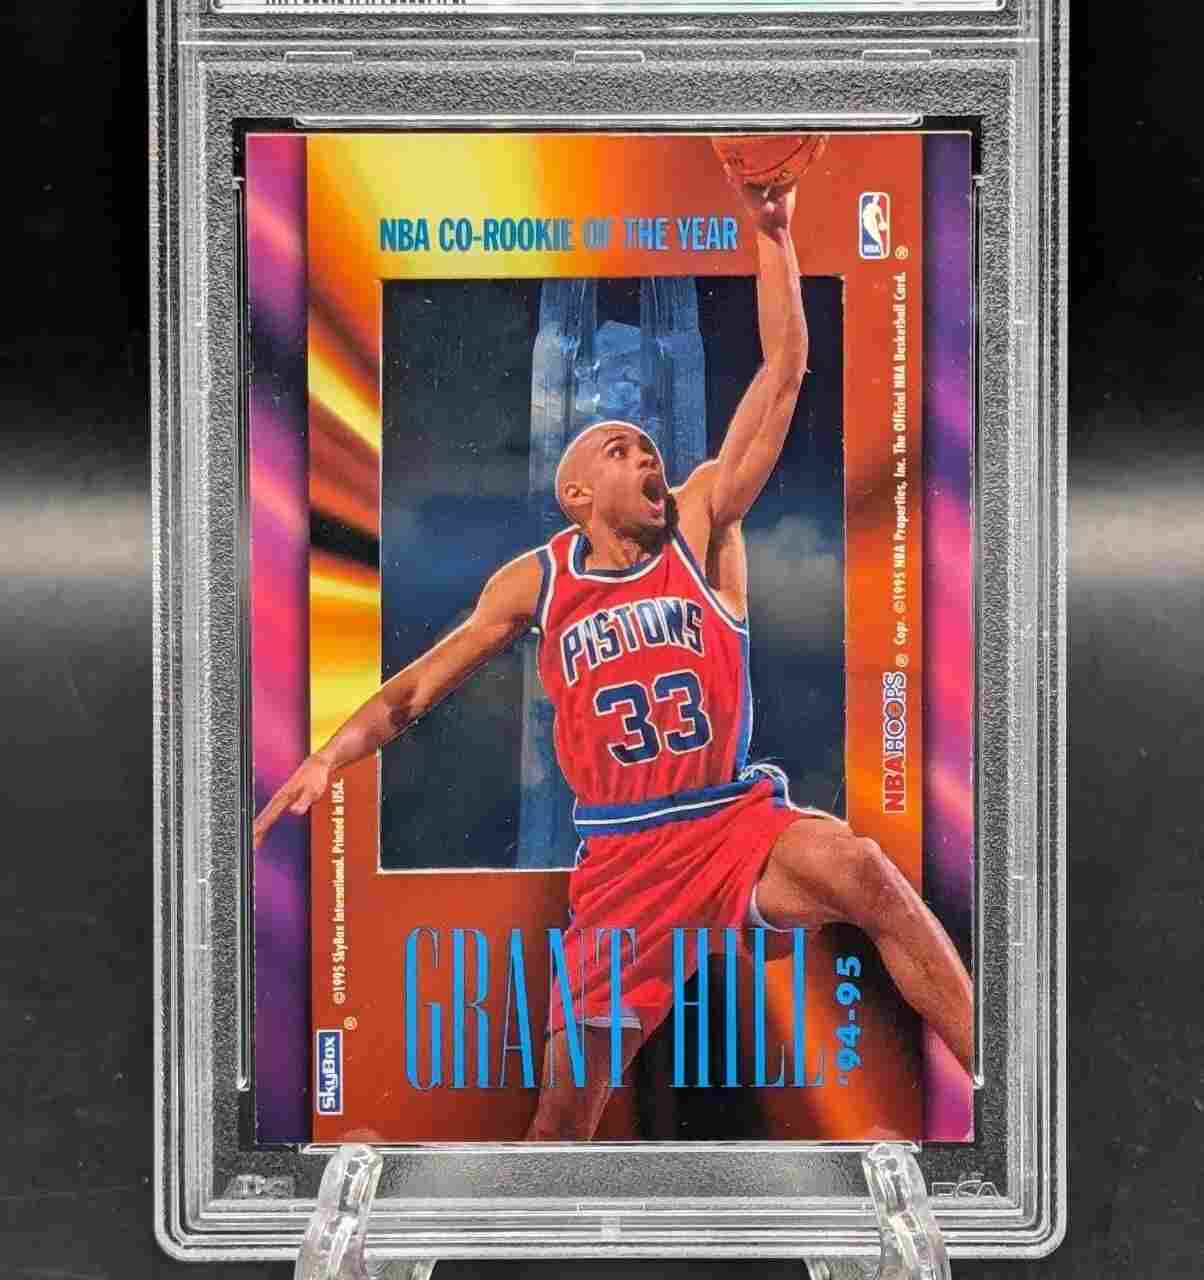 NBA CO-ROOKIE OF THE YEAR
NBA
®
Copr. ©1995 NBA Properties, Inc. The Official NBA Basketball Card.
NBA HOOPS ®
PISTONS
33
©1995 SkyBox International. Printed in USA.
SkyBox ®
GRANT HILL
'94-95
PSA